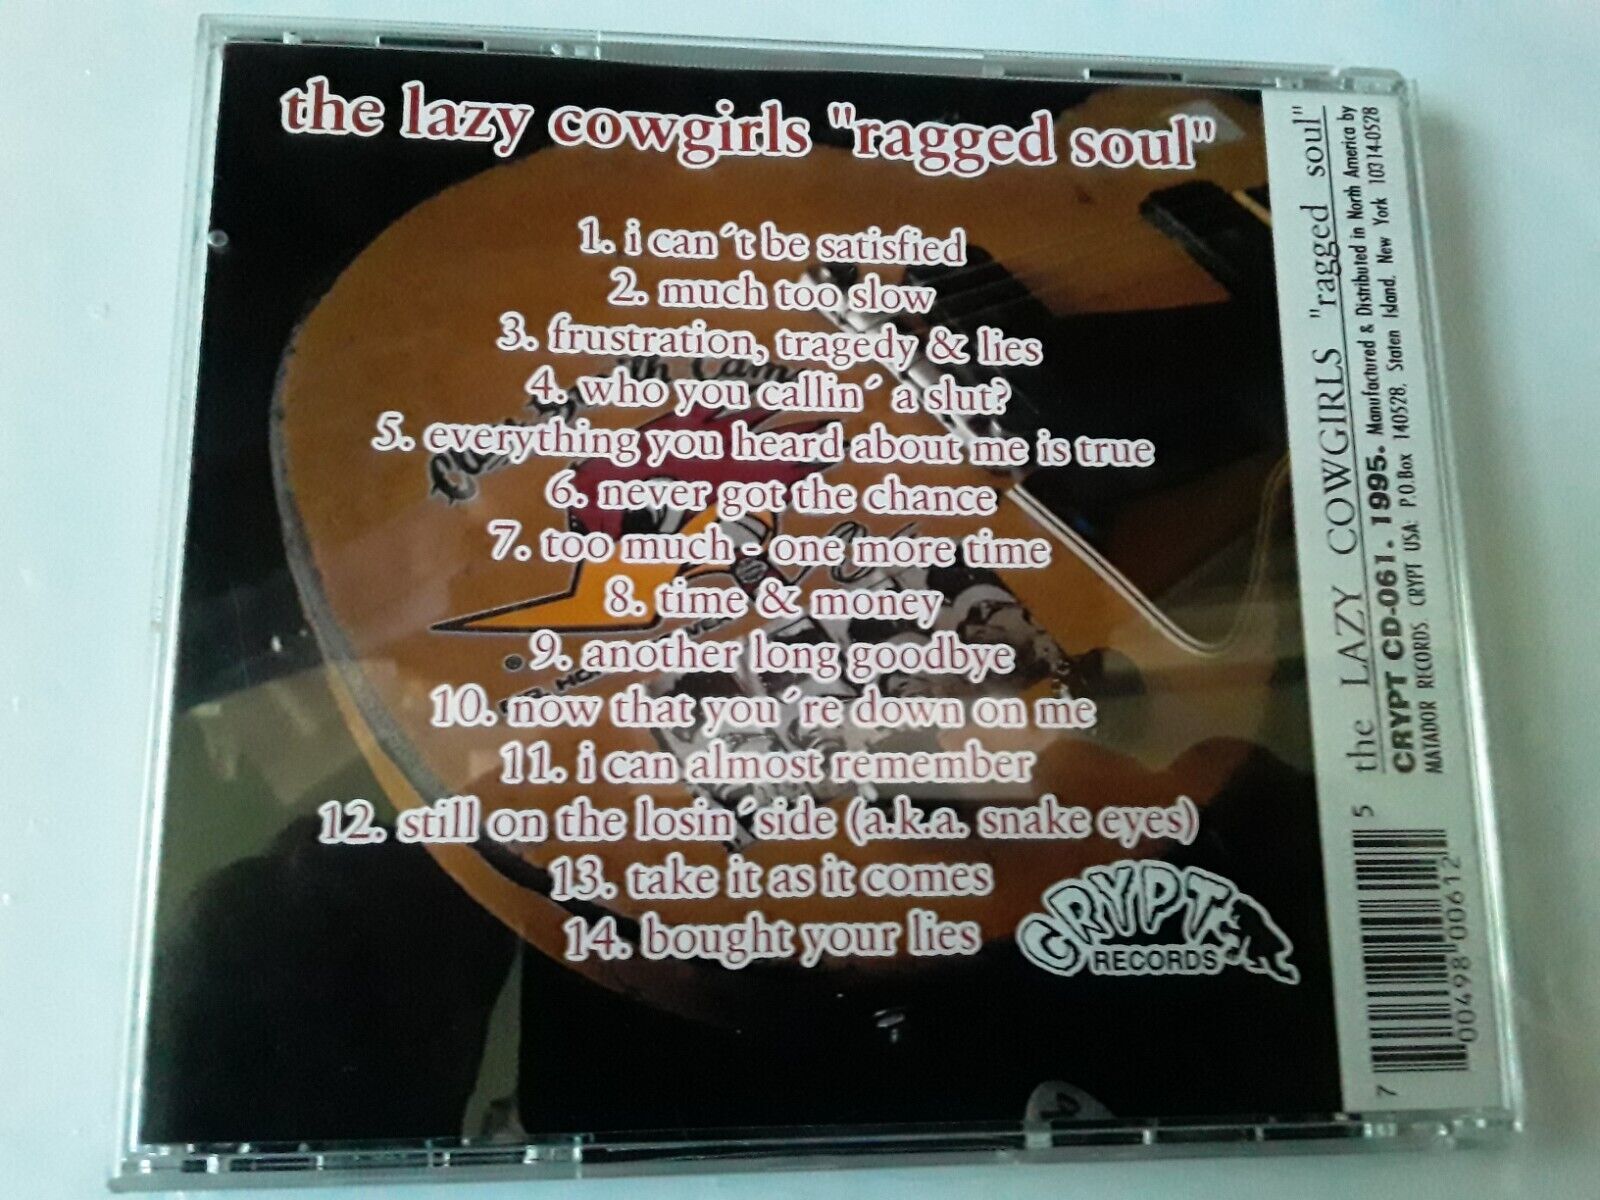 the lazy cowgirls "ragged soul"
1. i can´t be satisfied
2. much too slow
3. frustration, tragedy & lies
4. who you callin´ a slut?
5. everything you heard about me is true
6. never got the chance
7. too much - one more time
8. time & money
9. another long goodbye
10. now that you´re down on me
11. i can almost remember
12. still on the losin´side (a.k.a. snake eyes)
13. take it as it comes
14. bought your lies
CRYPT
RECORDS
the LAZY COWGIRLS "ragged soul"
CRYPT CD-061. 1995. Manufactured & Distributed in North America by
MATADOR RECORDS CRYPT USA: P.O.Box 140528, Staten Island, New York 10314-0528
7 00498 00612 5